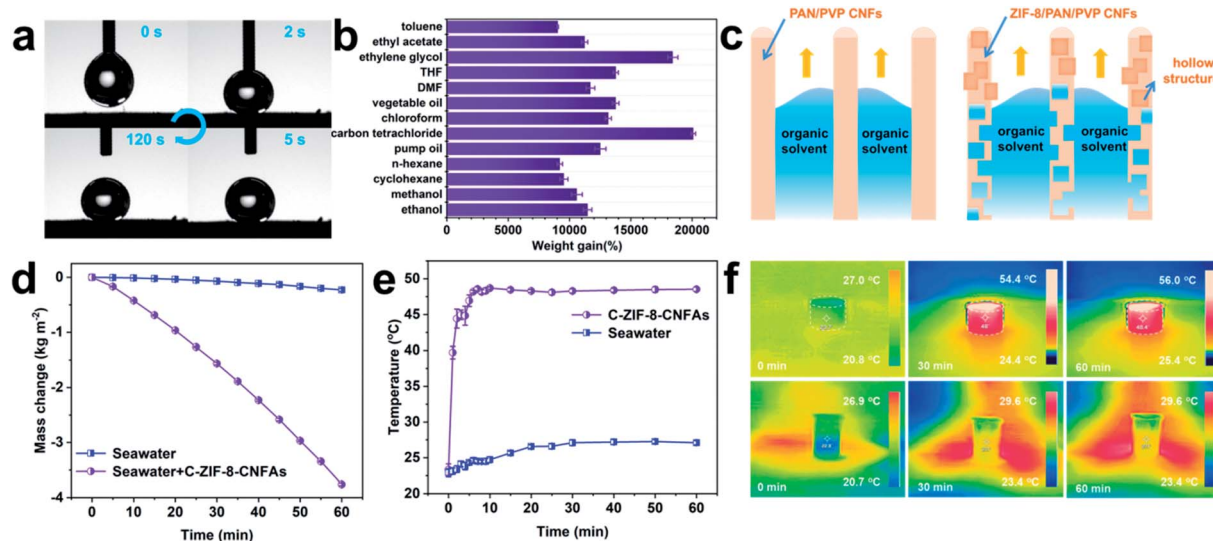 a
0 s
2 s
120 s
5 s
b
toluene
ethyl acetate
ethylene glycol
THF
DMF
vegetable oil
chloroform
carbon tetrachloride
pump oil
n-hexane
cyclohexane
methanol
ethanol
0 5000 10000 15000 20000
Weight gain(%)
c
PAN/PVP CNFs
ZIF-8/PAN/PVP CNFs
hollow
structure
organic
solvent
organic
solvent
organic
solvent
organic
solvent
d
Mass change (kg m-2)
0
-1
-2
-3
-4
Seawater
Seawater+C-ZIF-8-CNFAs
0 10 20 30 40 50 60
Time (min)
e
Temperature (°C)
50
45
40
35
30
25
20
C-ZIF-8-CNFAs
Seawater
0 10 20 30 40 50 60
Time (min)
f
27.0 °C
0 min
20.8 °C
54.4 °C
30 min
24.4 °C
56.0 °C
60 min
25.4 °C
26.9 °C
0 min
20.7 °C
29.6 °C
30 min
23.4 °C
29.6 °C
60 min
23.4 °C